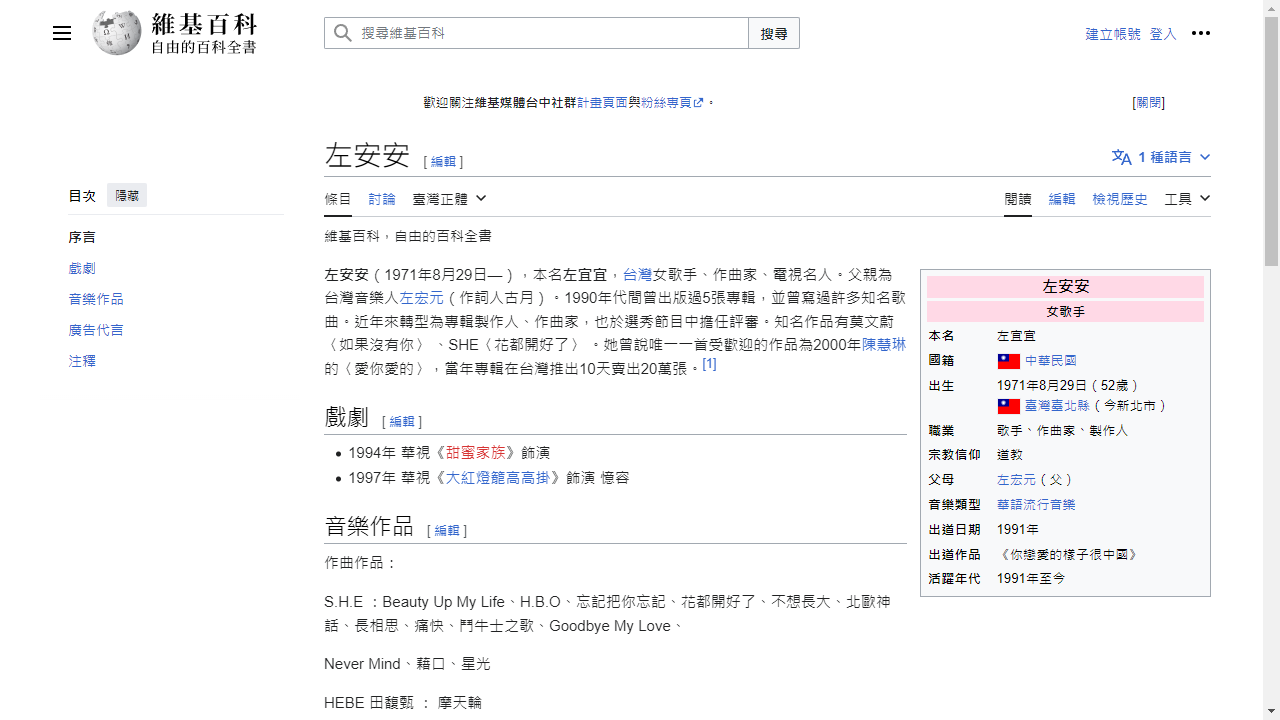 維基百科
自由的百科全書
搜尋維基百科
搜尋
建立帳號 登入
歡迎關注維基媒體台中社群計畫頁面與粉絲專頁。
[關閉]
左安安 [編輯]
1 種語言
目次 隱藏
序言
戲劇
音樂作品
廣告代言
注釋
條目 討論 臺灣正體
閱讀 編輯 檢視歷史 工具
維基百科，自由的百科全書
左安安（1971年8月29日—），本名左宜宜，台灣女歌手、作曲家、電視名人。父親為
台灣音樂人左宏元（作詞人古月）。1990年代間曾出版過5張專輯，並曾寫過許多知名歌
曲。近年來轉型為專輯製作人、作曲家，也於選秀節目中擔任評審。知名作品有莫文蔚
〈如果沒有你〉、SHE〈花都開好了〉。她曾說唯一一首受歡迎的作品為2000年陳慧琳
的〈愛你愛的〉，當年專輯在台灣推出10天賣出20萬張。[1]
戲劇 [編輯]
• 1994年 華視《甜蜜家族》飾演
• 1997年 華視《大紅燈籠高高掛》飾演 憶容
音樂作品 [編輯]
作曲作品：
S.H.E ：Beauty Up My Life、H.B.O、忘記把你忘記、花都開好了、不想長大、北歐神
話、長相思、痛快、鬥牛士之歌、Goodbye My Love、
Never Mind、藉口、星光
HEBE 田馥甄 ： 摩天輪
左安安
女歌手
本名 左宜宜
國籍 中華民國
出生 1971年8月29日（52歲）
臺灣臺北縣（今新北市）
職業 歌手、作曲家、製作人
宗教信仰 道教
父母 左宏元（父）
音樂類型 華語流行音樂
出道日期 1991年
出道作品 《你戀愛的樣子很中國》
活躍年代 1991年至今